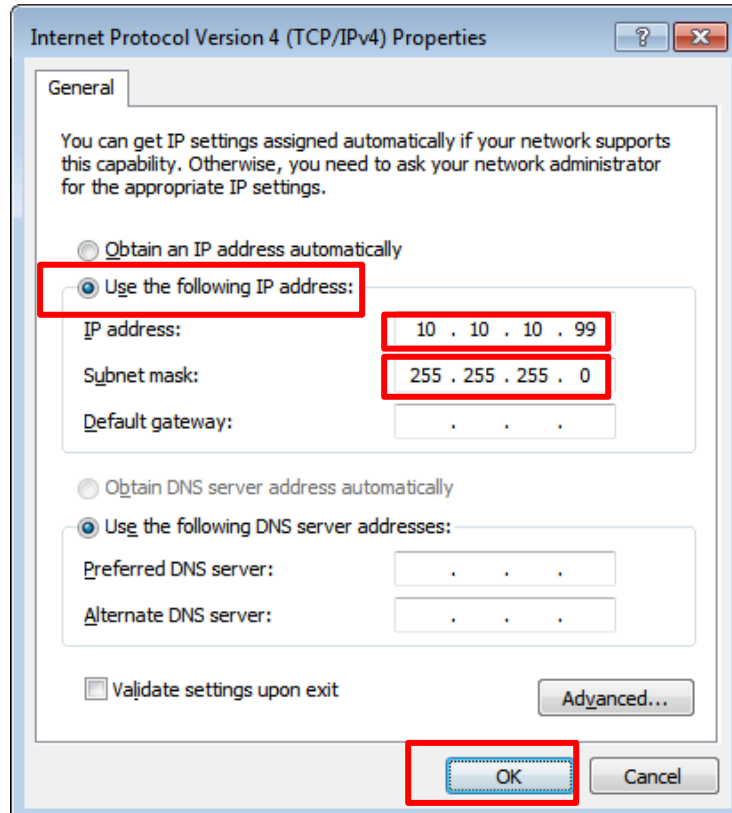 Internet Protocol Version 4 (TCP/IPv4) Properties
?
General
You can get IP settings assigned automatically if your network supports
this capability. Otherwise, you need to ask your network administrator
for the appropriate IP settings.
Obtain an IP address automatically
Use the following IP address:
IP address: 10 . 10 . 10 . 99
Subnet mask: 255 . 255 . 255 . 0
Default gateway: . . .
Obtain DNS server address automatically
Use the following DNS server addresses:
Preferred DNS server: . . .
Alternate DNS server: . . .
Validate settings upon exit
Advanced...
OK Cancel